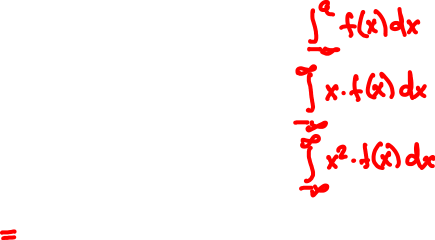 ∫_{-∞}^{a} f(x) dx
∫_{-∞}^{∞} x · f(x) dx
∫_{-∞}^{∞} x² · f(x) dx
=